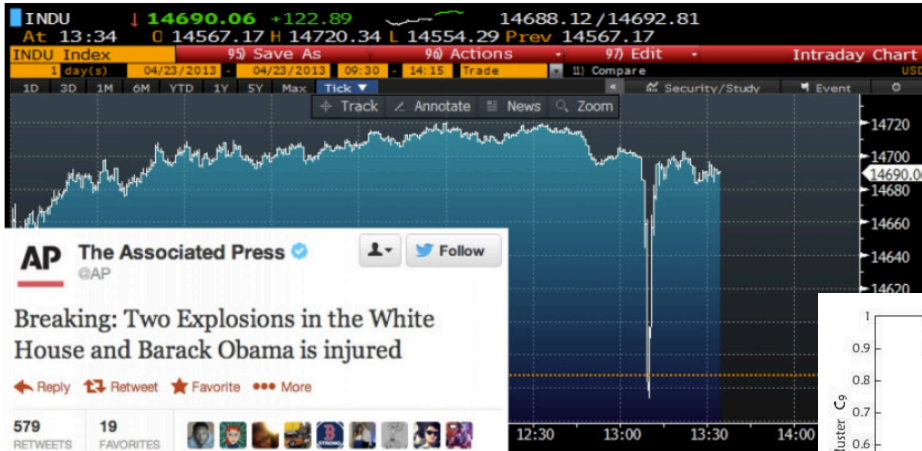 INDU ↓ 14690.06 +122.89 14688.12/14692.81
At 13:34 O 14567.17 H 14720.34 L 14554.29 Prev 14567.17
INDU Index 95) Save As 96) Actions 97) Edit Intraday Chart
1 day(s) 04/23/2013 - 04/23/2013 09:30 - 14:15 Trade 11) Compare USD
1D 3D 1M 6M YTD 1Y 5Y Max Tick ▼ « Security/Study Event
Track Annotate News Zoom
14720
14700
14690.06
14680
14660
14640
14620
AP The Associated Press Follow
@AP
Breaking: Two Explosions in the White
House and Barack Obama is injured
Reply Retweet Favorite ••• More
579 19
RETWEETS FAVORITES
B STRONG
12:30 13:00 13:30 14:00
1
0.9
0.8
0.7
0.6
luster C9